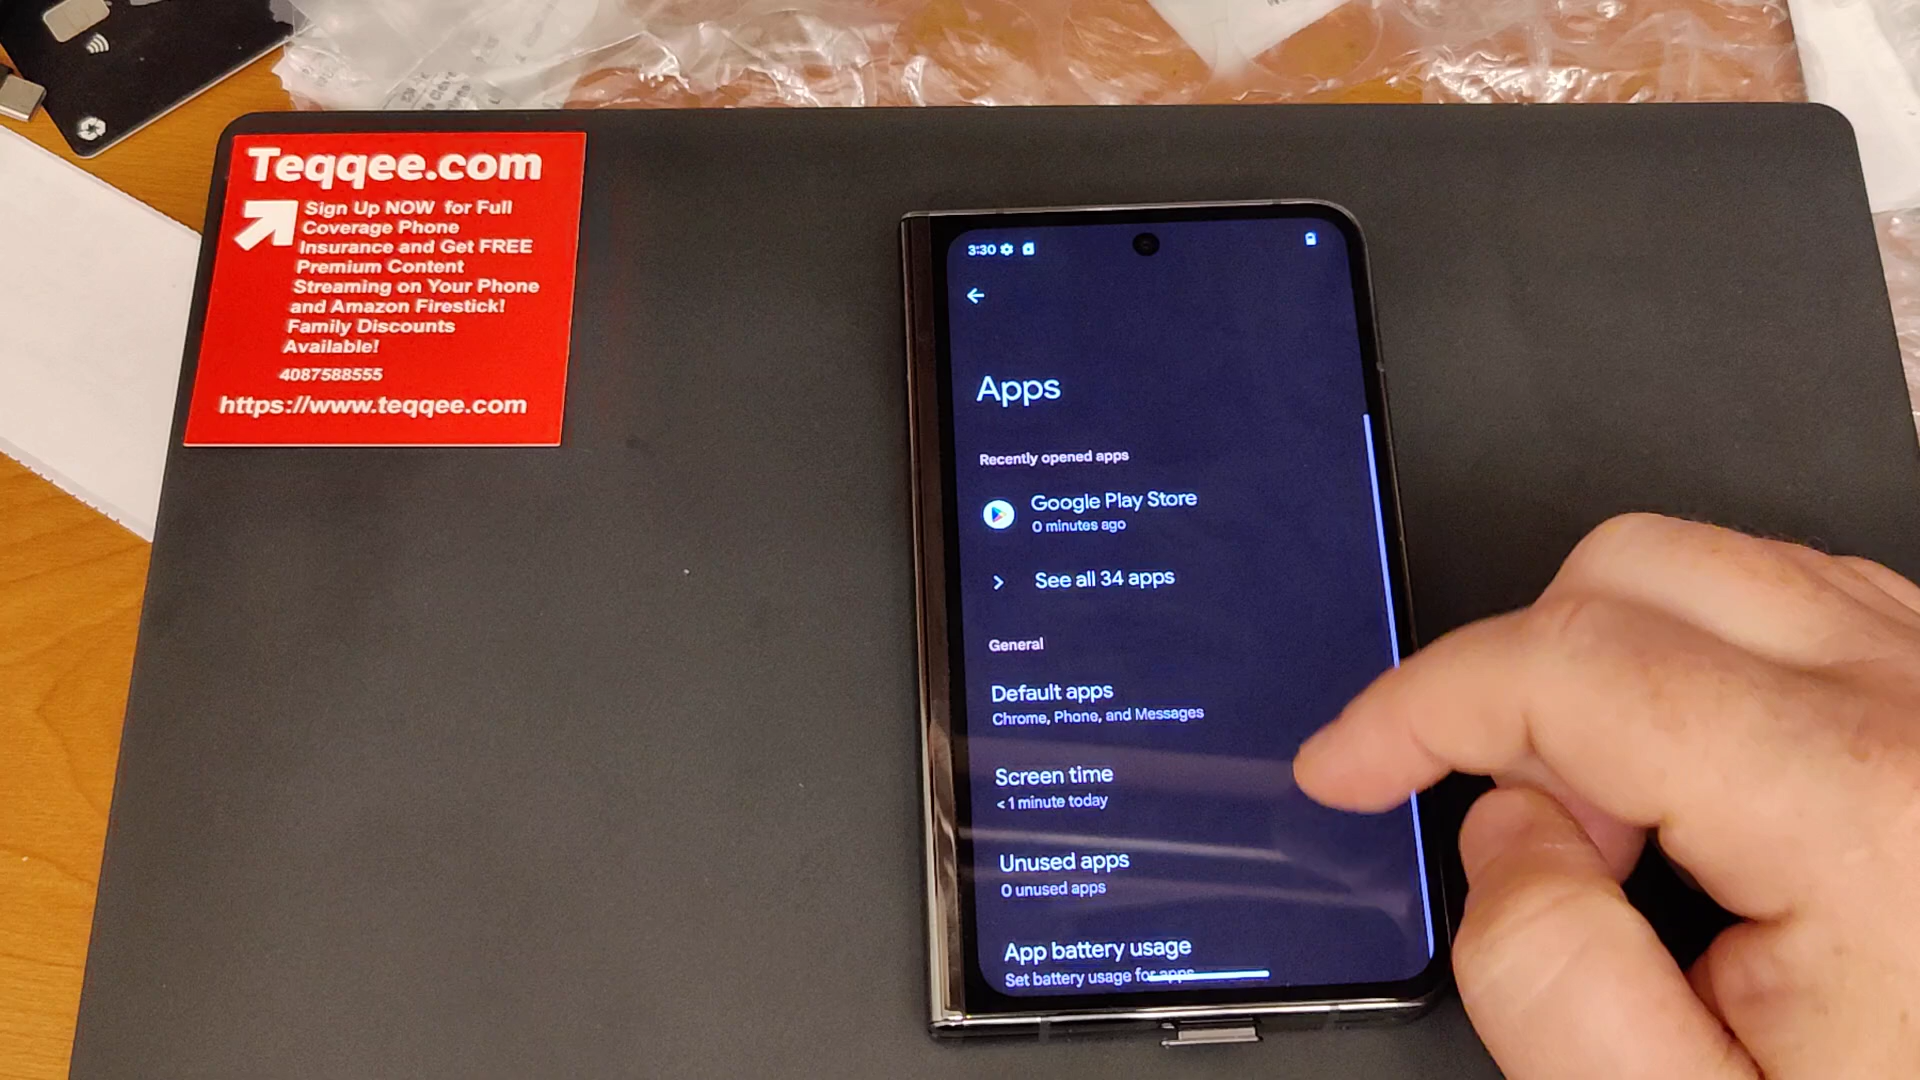 Teqqee.com
Sign Up NOW for Full
Coverage Phone
Insurance and Get FREE
Premium Content
Streaming on Your Phone
and Amazon Firestick!
Family Discounts
Available!
4087588555
https://www.teqqee.com
3:30
Apps
Recently opened apps
Google Play Store
0 minutes ago
See all 34 apps
General
Default apps
Chrome, Phone, and Messages
Screen time
< 1 minute today
Unused apps
0 unused apps
App battery usage
Set battery usage for apps